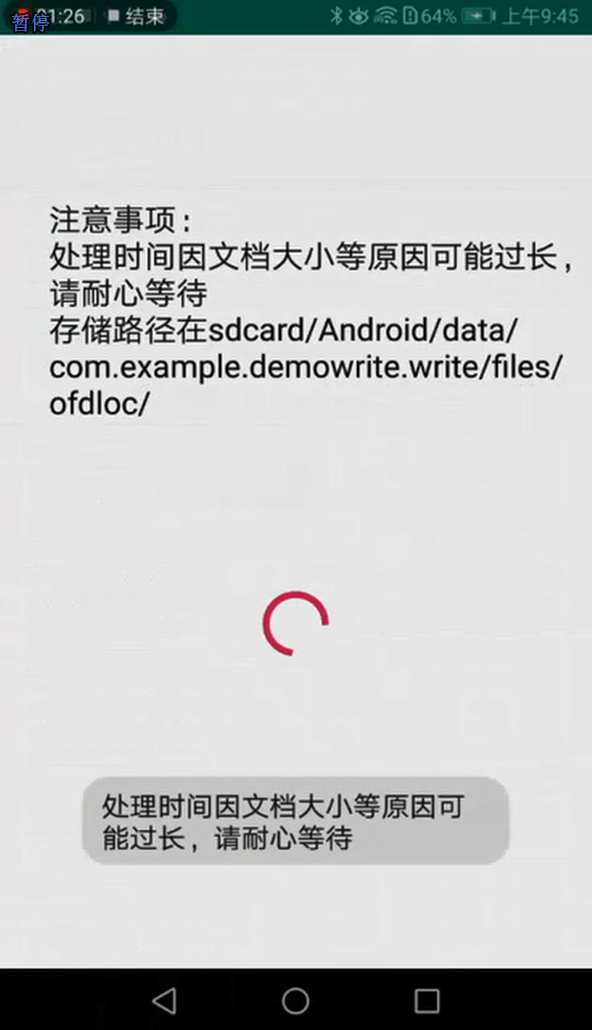 01:26 结束 64% 上午9:45
暂停
注意事项：
处理时间因文档大小等原因可能过长，
请耐心等待
存储路径在sdcard/Android/data/
com.example.demowrite.write/files/
ofdloc/
处理时间因文档大小等原因可
能过长，请耐心等待